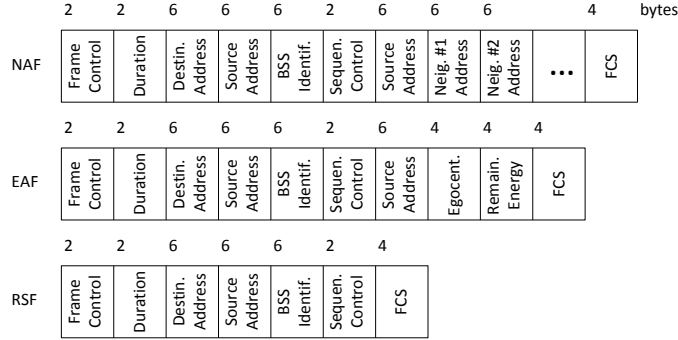 2 2 6 6 6 2 6 6 6 4 bytes
NAF
Frame
Control
Duration
Destin.
Address
Source
Address
BSS
Identif.
Sequen.
Control
Source
Address
Neig. #1
Address
Neig. #2
Address
...
FCS
2 2 6 6 6 2 6 4 4 4
EAF
Frame
Control
Duration
Destin.
Address
Source
Address
BSS
Identif.
Sequen.
Control
Source
Address
Egocent.
Remain.
Energy
FCS
2 2 6 6 6 2 4
RSF
Frame
Control
Duration
Destin.
Address
Source
Address
BSS
Identif.
Sequen.
Control
FCS